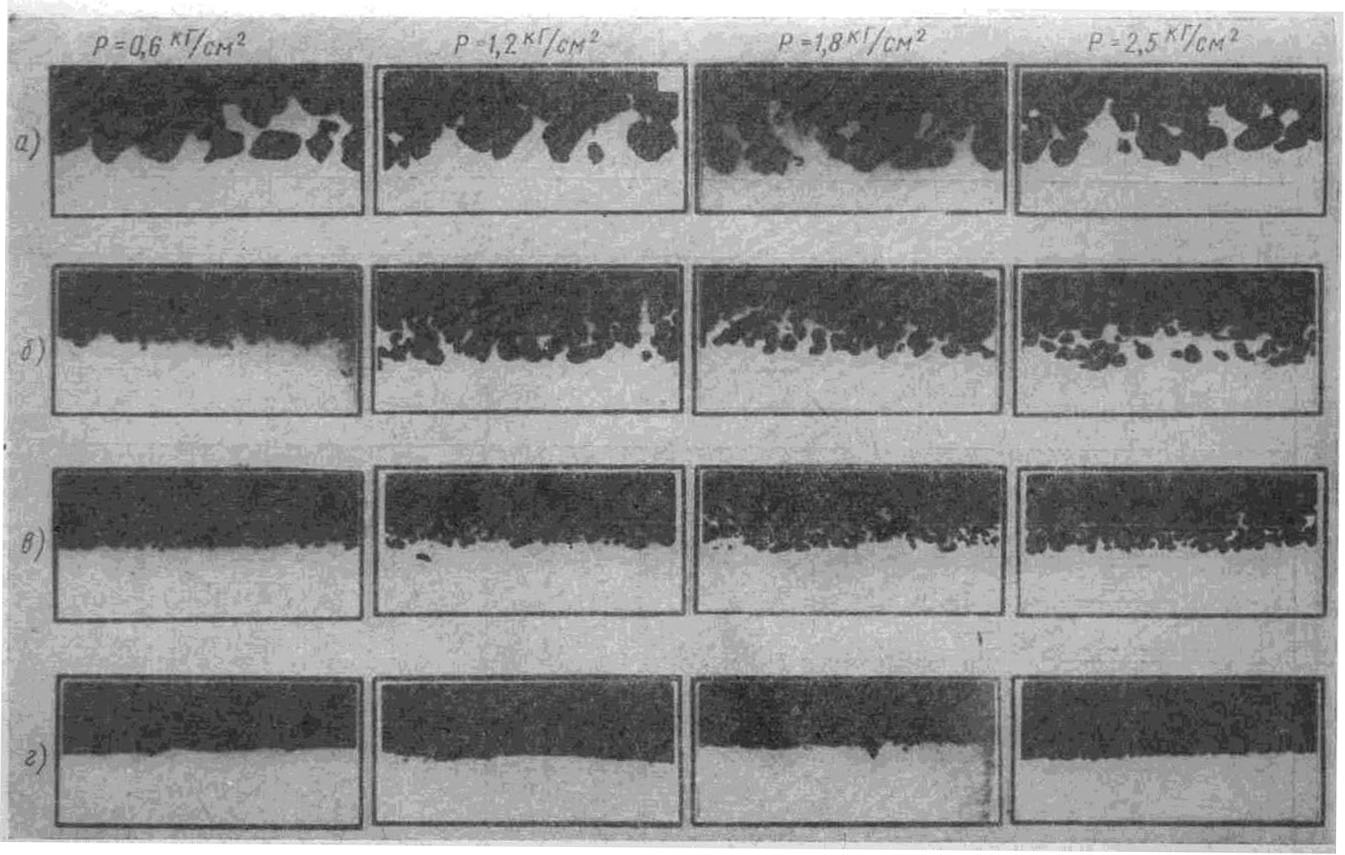 P=0,6 кГ/см² P=1,2 кГ/см² P=1,8 кГ/см² P=2,5 кГ/см²
а)
б)
в)
г)